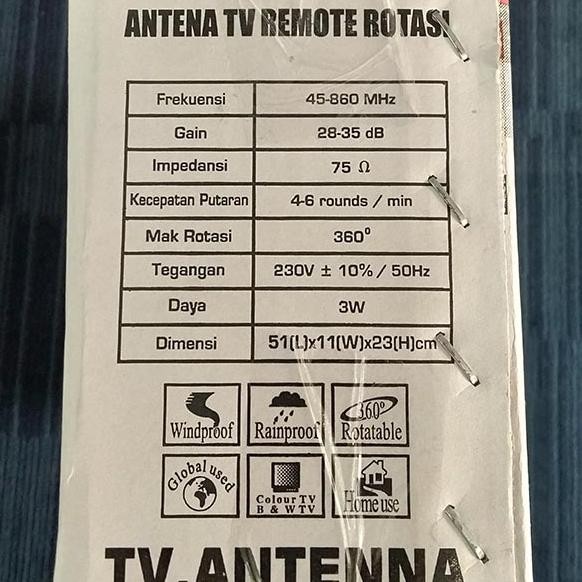 ANTENA TV REMOTE ROTASI
Frekuensi 45-860 MHz
Gain 28-35 dB
Impedansi 75 Ω
Kecepatan Putaran 4-6 rounds / min
Mak Rotasi 360⁰
Tegangan 230V ± 10% / 50Hz
Daya 3W
Dimensi 51(L)x11(W)x23(H)cm
Windproof Rainproof 360⁰ Rotatable
Global used Colour TV B & W TV Home use
TV.ANTENNA